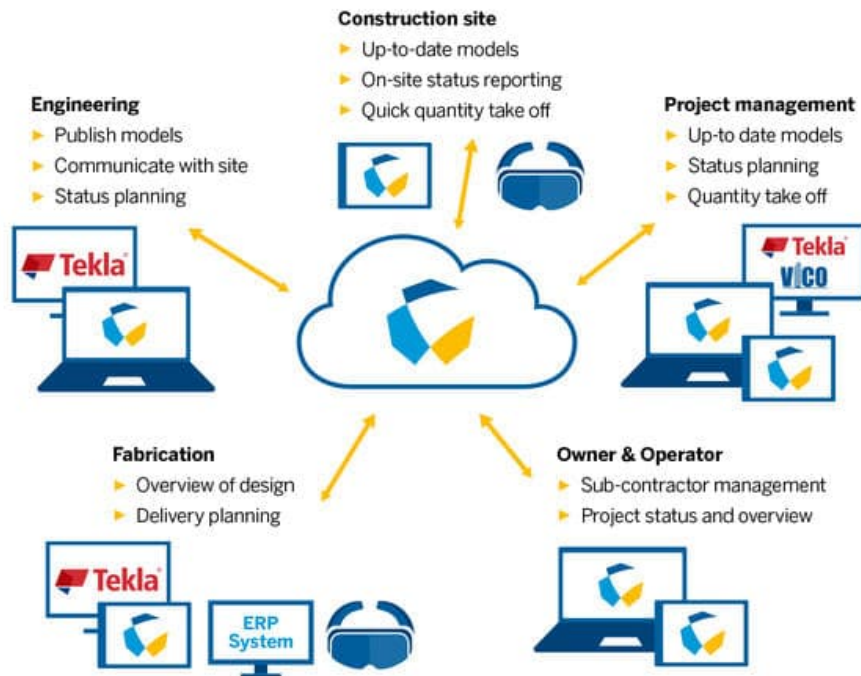 Construction site
Up-to-date models
On-site status reporting
Quick quantity take off
Engineering
Publish models
Communicate with site
Status planning
Project management
Up-to date models
Status planning
Quantity take off
Tekla®
Tekla®
vico
Fabrication
Overview of design
Delivery planning
Owner & Operator
Sub-contractor management
Project status and overview
Tekla®
ERP
System